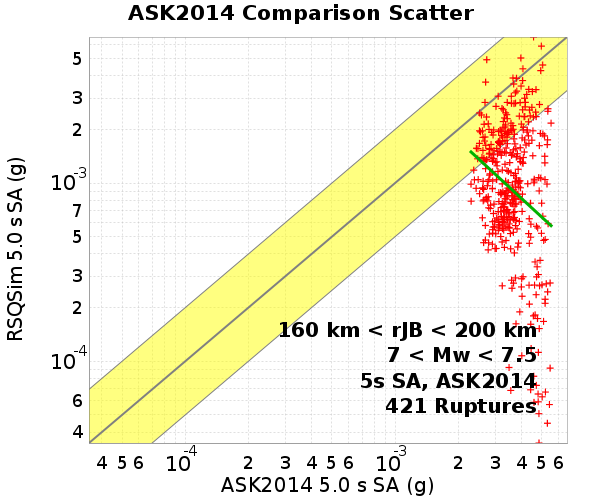 ASK2014 Comparison Scatter
RSQSim 5.0 s SA (g)
5
3
2
10-3
7
5
3
2
10-4
6
4
160 km < rJB < 200 km
7 < Mw < 7.5
5s SA, ASK2014
421 Ruptures
4 5 6 10-4 2 3 4 5 6 10-3 2 3 4 5 6
ASK2014 5.0 s SA (g)